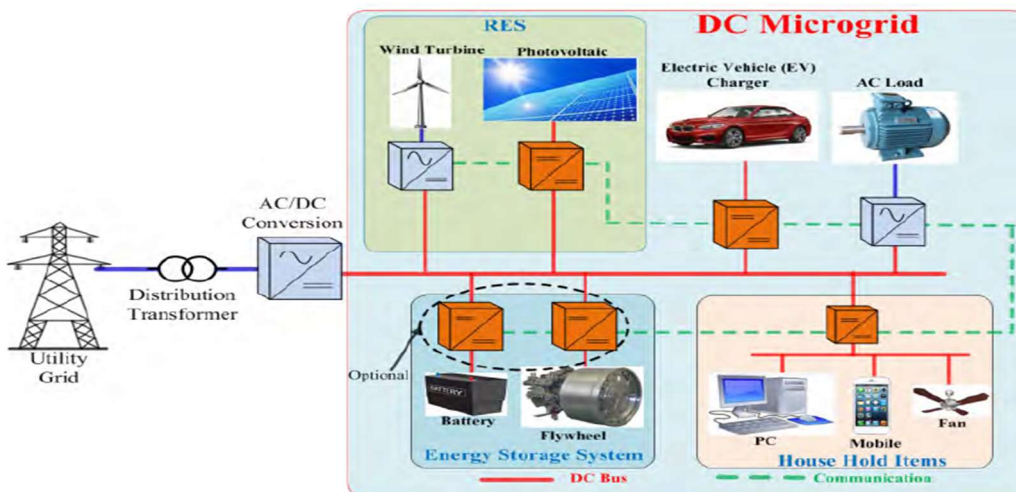 DC Microgrid
RES
Wind Turbine
Photovoltaic
Electric Vehicle (EV)
Charger
AC Load
AC/DC
Conversion
Distribution
Transformer
Utility
Grid
Optional
BATTERY
Battery
Flywheel
Energy Storage System
PC
Mobile
Fan
House Hold Items
DC Bus
Communication